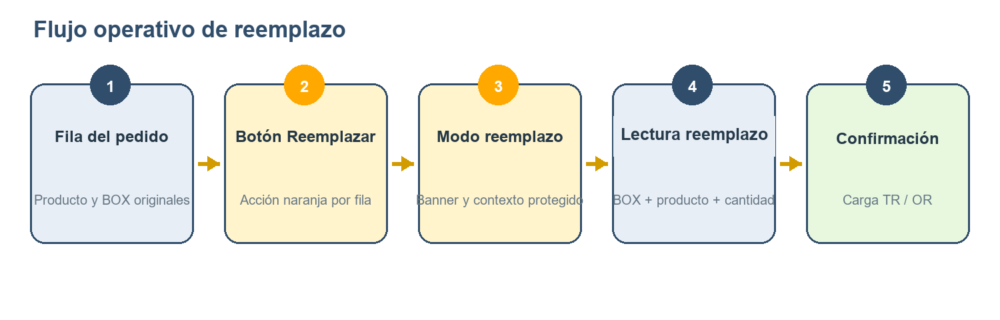 Flujo operativo de reemplazo
1
Fila del pedido
Producto y BOX originales
2
Botón Reemplazar
Acción naranja por fila
3
Modo reemplazo
Banner y contexto protegido
4
Lectura reemplazo
BOX + producto + cantidad
5
Confirmación
Carga TR / OR